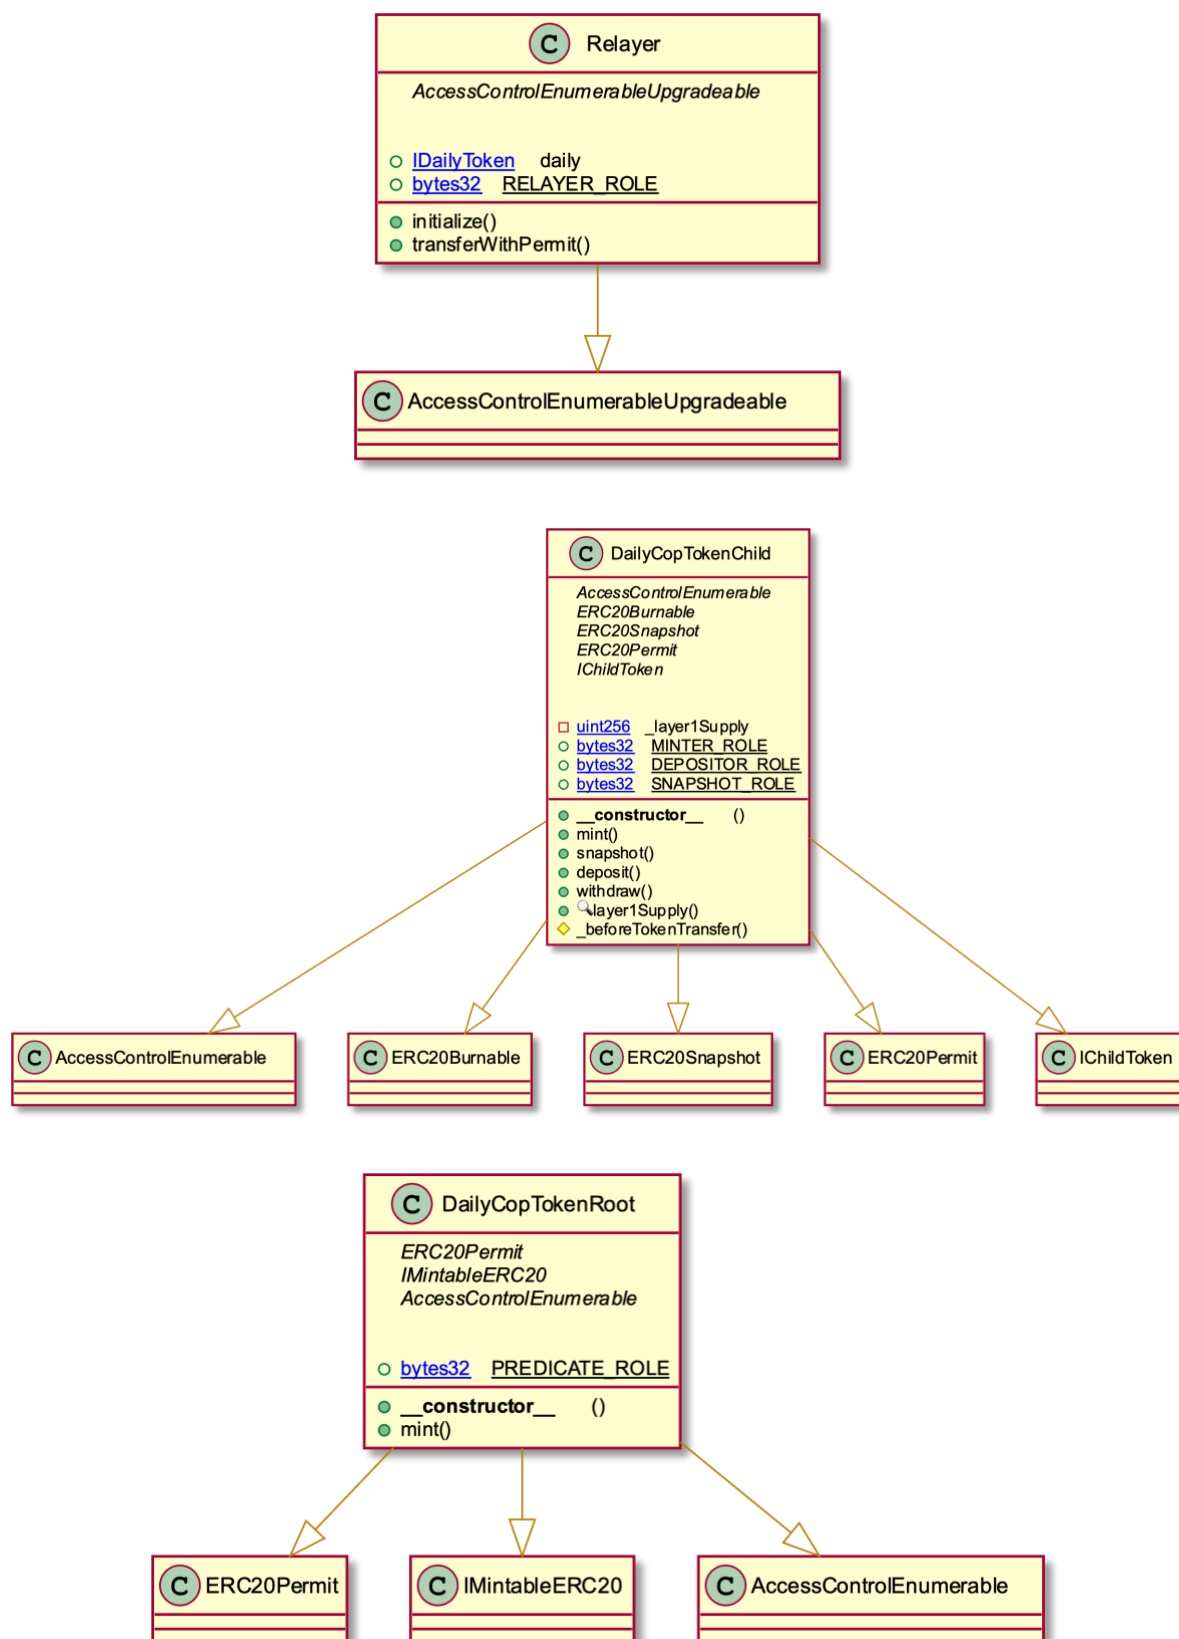 C Relayer
AccessControlEnumerableUpgradeable
IDailyToken daily
bytes32 RELAYER_ROLE
initialize()
transferWithPermit()
C AccessControlEnumerableUpgradeable
C DailyCopTokenChild
AccessControlEnumerable
ERC20Burnable
ERC20Snapshot
ERC20Permit
IChildToken
uint256 _layer1Supply
bytes32 MINTER_ROLE
bytes32 DEPOSITOR_ROLE
bytes32 SNAPSHOT_ROLE
__constructor__ ()
mint()
snapshot()
deposit()
withdraw()
🔍layer1Supply()
_beforeTokenTransfer()
C AccessControlEnumerable
C ERC20Burnable
C ERC20Snapshot
C ERC20Permit
C IChildToken
C DailyCopTokenRoot
ERC20Permit
IMintableERC20
AccessControlEnumerable
bytes32 PREDICATE_ROLE
__constructor__ ()
mint()
C ERC20Permit
C IMintableERC20
C AccessControlEnumerable